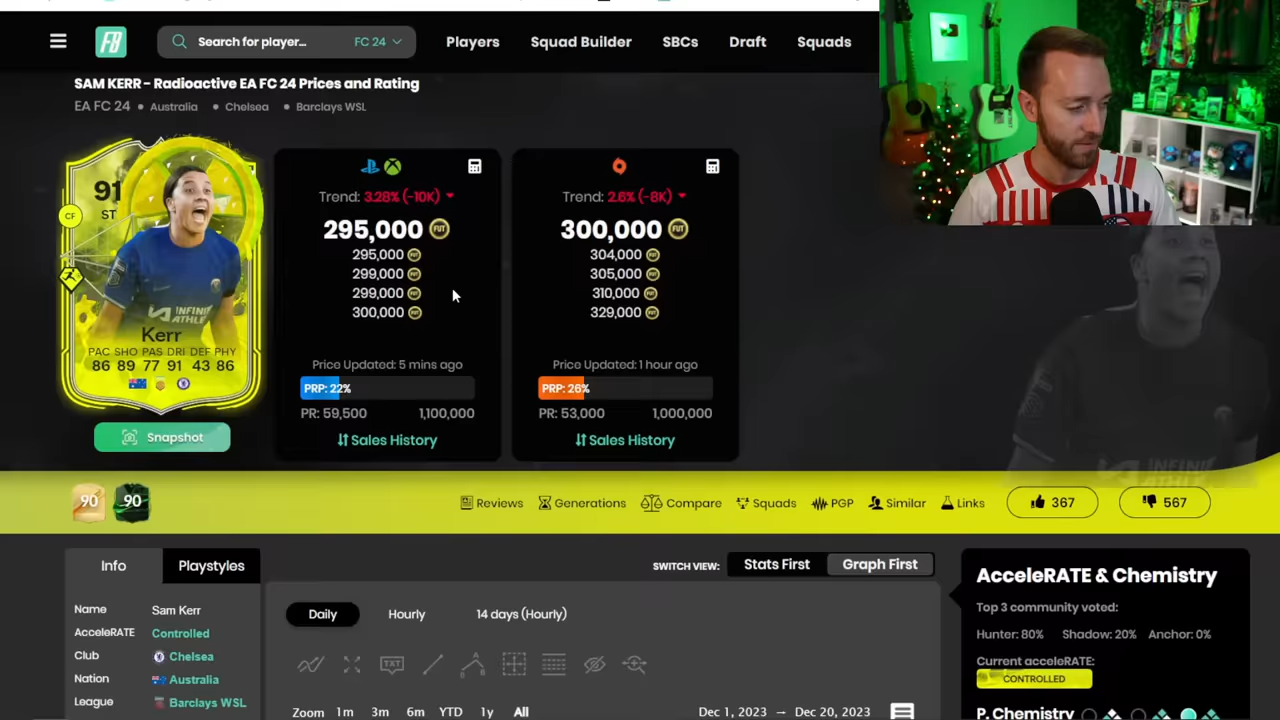 FB
Search for player...
FC 24
Players
Squad Builder
SBCs
Draft
Squads
SAM KERR - Radioactive EA FC 24 Prices and Rating
EA FC 24 • Australia • Chelsea • Barclays WSL
91
ST
CF
INFINITE
ATHLETE
Kerr
PAC SHO PAS DRI DEF PHY
86 89 77 91 43 86
Snapshot
Trend: 3.28% (-10K)
295,000 FUT
295,000
299,000
299,000
300,000
Price Updated: 5 mins ago
PRP: 22%
PR: 59,500 1,100,000
Sales History
Trend: 2.6% (-8K)
300,000 FUT
304,000
305,000
310,000
329,000
Price Updated: 1 hour ago
PRP: 26%
PR: 53,000 1,000,000
Sales History
90 90
Reviews
Generations
Compare
Squads
PGP
Similar
Links
367
567
Info
Playstyles
Name Sam Kerr
AcceleRATE Controlled
Club Chelsea
Nation Australia
League Barclays WSL
SWITCH VIEW:
Stats First
Graph First
Daily
Hourly
14 days (Hourly)
TXT
Zoom 1m 3m 6m YTD 1y All
Dec 1, 2023 → Dec 20, 2023
AcceleRATE & Chemistry
Top 3 community voted:
Hunter: 80% Shadow: 20% Anchor: 0%
Current acceleRATE:
CONTROLLED
P. Chemistry